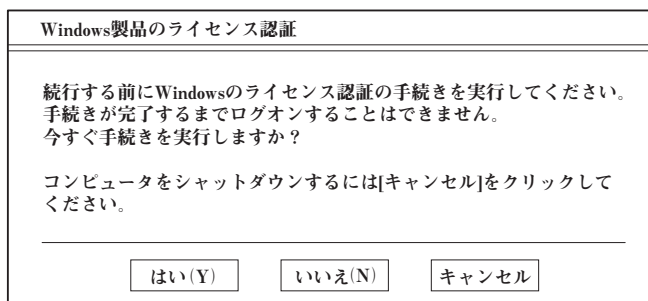 Windows製品のライセンス認証
続行する前にWindowsのライセンス認証の手続きを実行してください。
手続きが完了するまでログオンすることはできません。
今すぐ手続きを実行しますか？
コンピュータをシャットダウンするには[キャンセル]をクリックして
ください。
はい(Y) いいえ(N) キャンセル